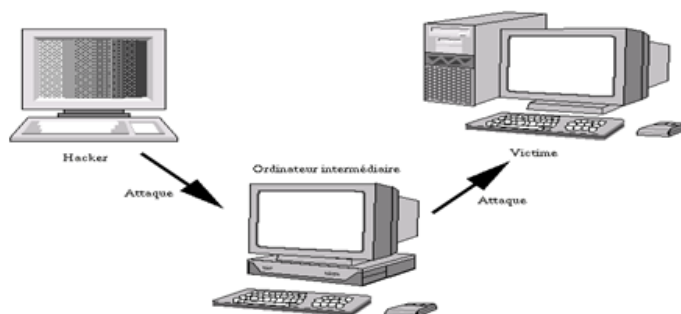 Hacker
Ordinateur intermédiaire
Victime
Attaque
Attaque